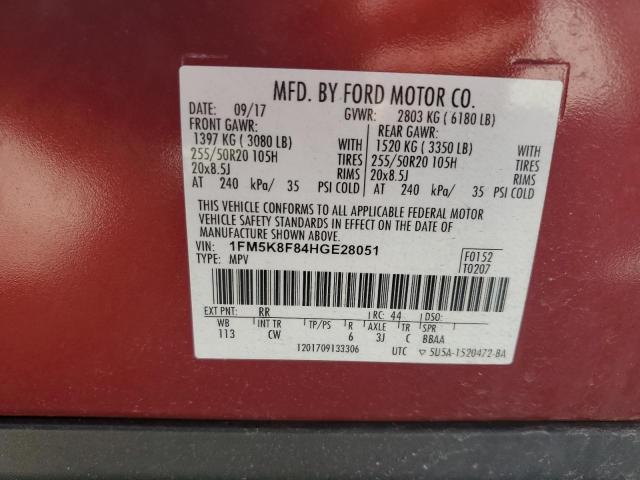 MFD. BY FORD MOTOR CO.
DATE: 09/17 GVWR: 2803 KG ( 6180 LB)
FRONT GAWR: REAR GAWR:
1397 KG ( 3080 LB) WITH 1520 KG ( 3350 LB)
255/50R20 105H TIRES 255/50R20 105H WITH TIRES
20x8.5J RIMS 20x8.5J RIMS
AT 240 kPa/ 35 PSI COLD AT 240 kPa/ 35 PSI COLD
THIS VEHICLE CONFORMS TO ALL APPLICABLE FEDERAL MOTOR
VEHICLE SAFETY STANDARDS IN EFFECT ON THE DATE OF
MANUFACTURE SHOWN ABOVE.
VIN: 1FM5K8F84HGE28051 F0152
TYPE: MPV T0207
EXT PNT: RR RC: 44 DSO:
WB INT TR TP/PS R AXLE TR SPR
113 CW 6 3J C BBAA
1201709133306 UTC ▽ 5U5A-1520472-BA